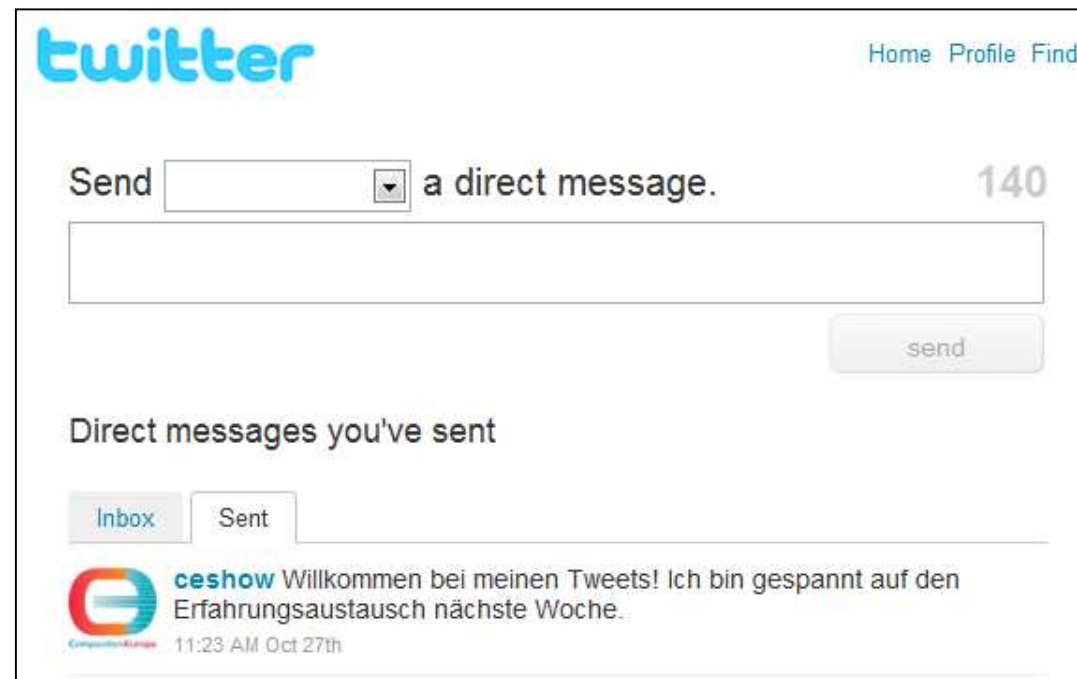 twitter
Home Profile Find
Send a direct message. 140
send
Direct messages you've sent
Inbox Sent
ceshow Willkommen bei meinen Tweets! Ich bin gespannt auf den
Erfahrungsaustausch nächste Woche.
CompositesEurope
11:23 AM Oct 27th